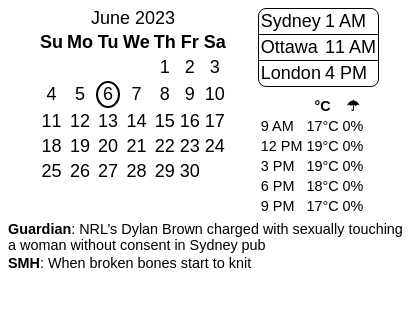 June 2023
Su Mo Tu We Th Fr Sa
1 2 3
4 5 6 7 8 9 10
11 12 13 14 15 16 17
18 19 20 21 22 23 24
25 26 27 28 29 30
Sydney 1 AM
Ottawa 11 AM
London 4 PM
°C ☂
9 AM 17°C 0%
12 PM 19°C 0%
3 PM 19°C 0%
6 PM 18°C 0%
9 PM 17°C 0%
Guardian: NRL’s Dylan Brown charged with sexually touching
a woman without consent in Sydney pub
SMH: When broken bones start to knit